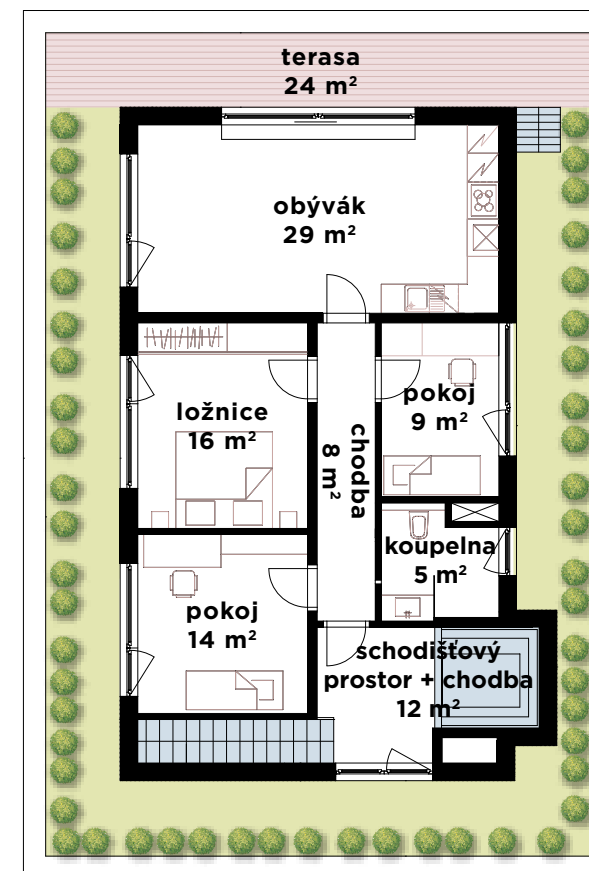 terasa
24 m²
obývák
29 m²
ložnice
16 m²
pokoj
9 m²
chodba
8 m²
koupelna
5 m²
pokoj
14 m²
schodišťový
prostor + chodba
12 m²